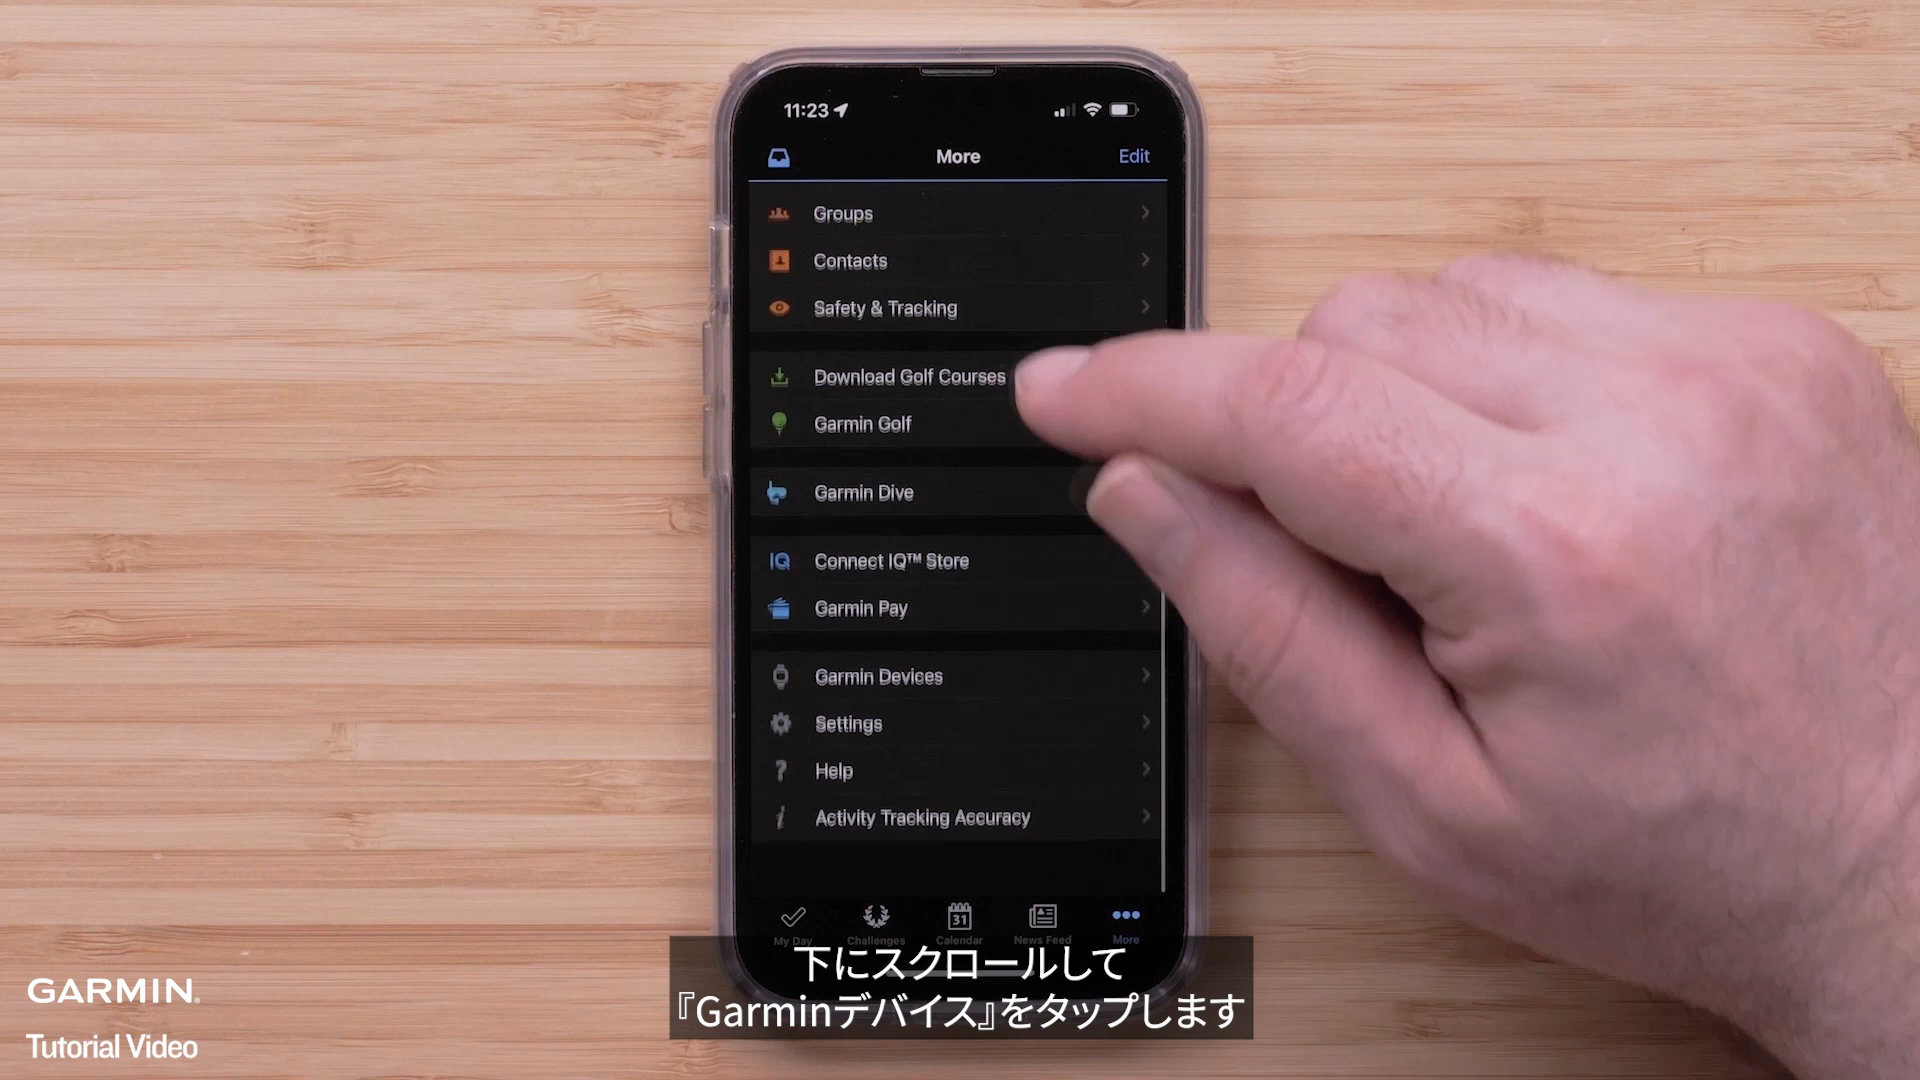 11:23
More
Edit
Groups
Contacts
Safety & Tracking
Download Golf Courses
Garmin Golf
Garmin Dive
IQ Connect IQ™ Store
Garmin Pay
Garmin Devices
Settings
Help
Activity Tracking Accuracy
31
My Day
Challenges
Calendar
News Feed
More
下にスクロールして
『Garminデバイス』をタップします
GARMIN®
Tutorial Video